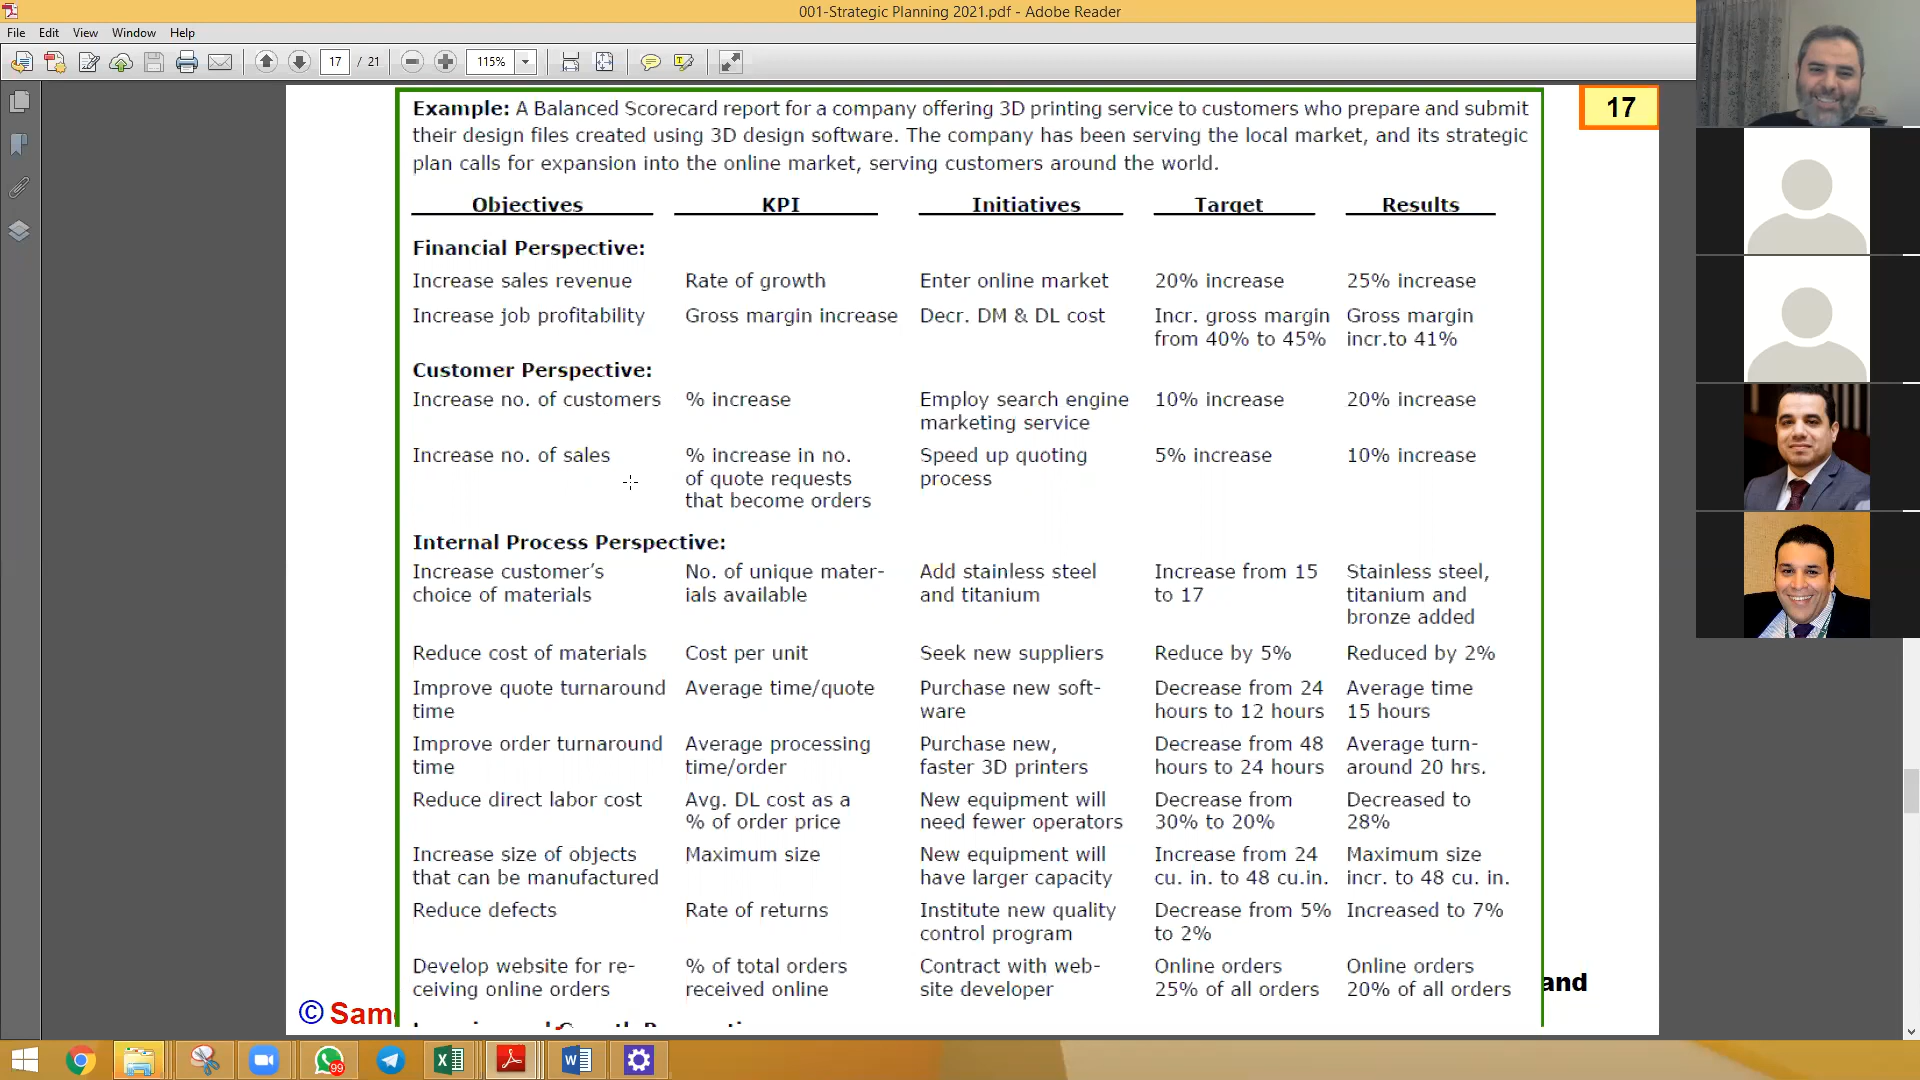 001-Strategic Planning 2021.pdf - Adobe Reader
File Edit View Window Help
17 / 21 115%
Example: A Balanced Scorecard report for a company offering 3D printing service to customers who prepare and submit
their design files created using 3D design software. The company has been serving the local market, and its strategic
plan calls for expansion into the online market, serving customers around the world.
17
Objectives KPI Initiatives Target Results
Financial Perspective:
Increase sales revenue Rate of growth Enter online market 20% increase 25% increase
Increase job profitability Gross margin increase Decr. DM & DL cost Incr. gross margin Gross margin
from 40% to 45% incr.to 41%
Customer Perspective:
Increase no. of customers % increase Employ search engine 10% increase 20% increase
marketing service
Increase no. of sales % increase in no. Speed up quoting 5% increase 10% increase
of quote requests process
that become orders
Internal Process Perspective:
Increase customer's No. of unique mater- Add stainless steel Increase from 15 Stainless steel,
choice of materials ials available and titanium to 17 titanium and
bronze added
Reduce cost of materials Cost per unit Seek new suppliers Reduce by 5% Reduced by 2%
Improve quote turnaround Average time/quote Purchase new soft- Decrease from 24 Average time
time ware hours to 12 hours 15 hours
Improve order turnaround Average processing Purchase new, Decrease from 48 Average turn-
time time/order faster 3D printers hours to 24 hours around 20 hrs.
Reduce direct labor cost Avg. DL cost as a New equipment will Decrease from Decreased to
% of order price need fewer operators 30% to 20% 28%
Increase size of objects Maximum size New equipment will Increase from 24 Maximum size
that can be manufactured have larger capacity cu. in. to 48 cu.in. incr. to 48 cu. in.
Reduce defects Rate of returns Institute new quality Decrease from 5% Increased to 7%
control program to 2%
Develop website for re- % of total orders Contract with web- Online orders Online orders
ceiving online orders received online site developer 25% of all orders 20% of all orders
and
© Sam
99